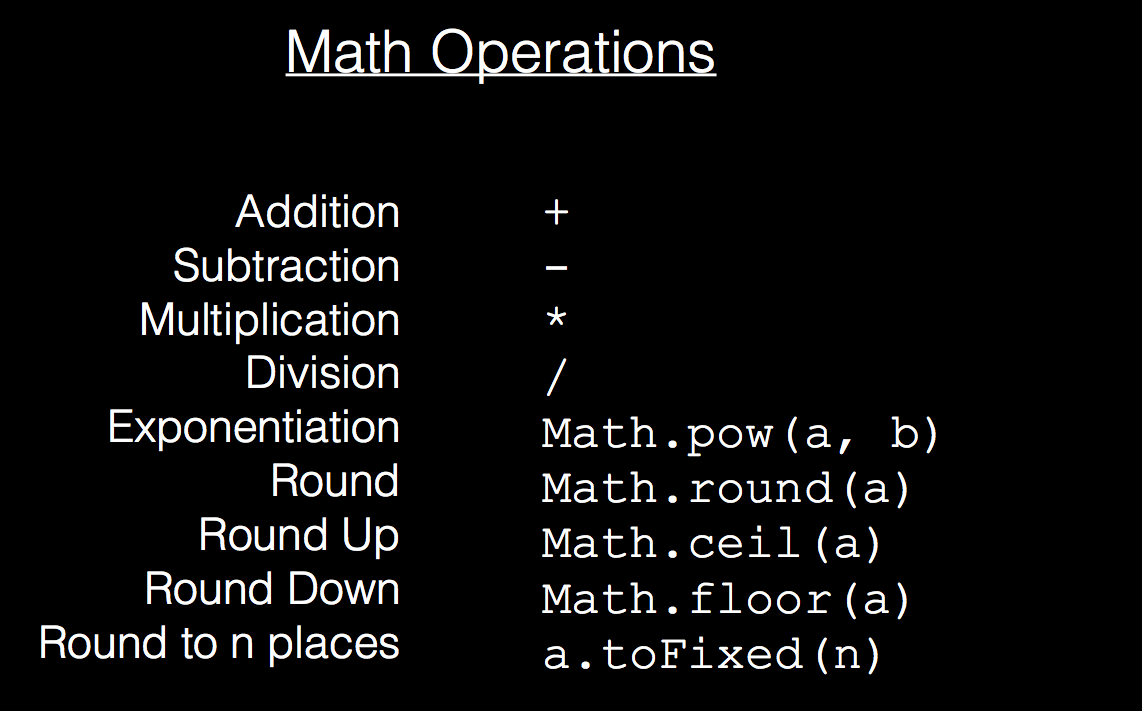 Math Operations
Addition +
Subtraction -
Multiplication *
Division /
Exponentiation Math.pow(a, b)
Round Math.round(a)
Round Up Math.ceil(a)
Round Down Math.floor(a)
Round to n places a.toFixed(n)